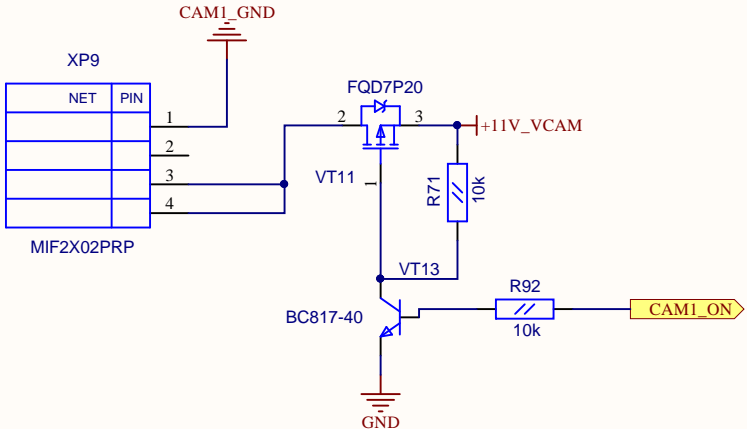 CAM1_GND
XP9
NET PIN
1
2
3
4
MIF2X02PRP
FQD7P20
2 3
+11V_VCAM
VT11
1
R71
10k
VT13
BC817-40
R92
10k
CAM1_ON
GND